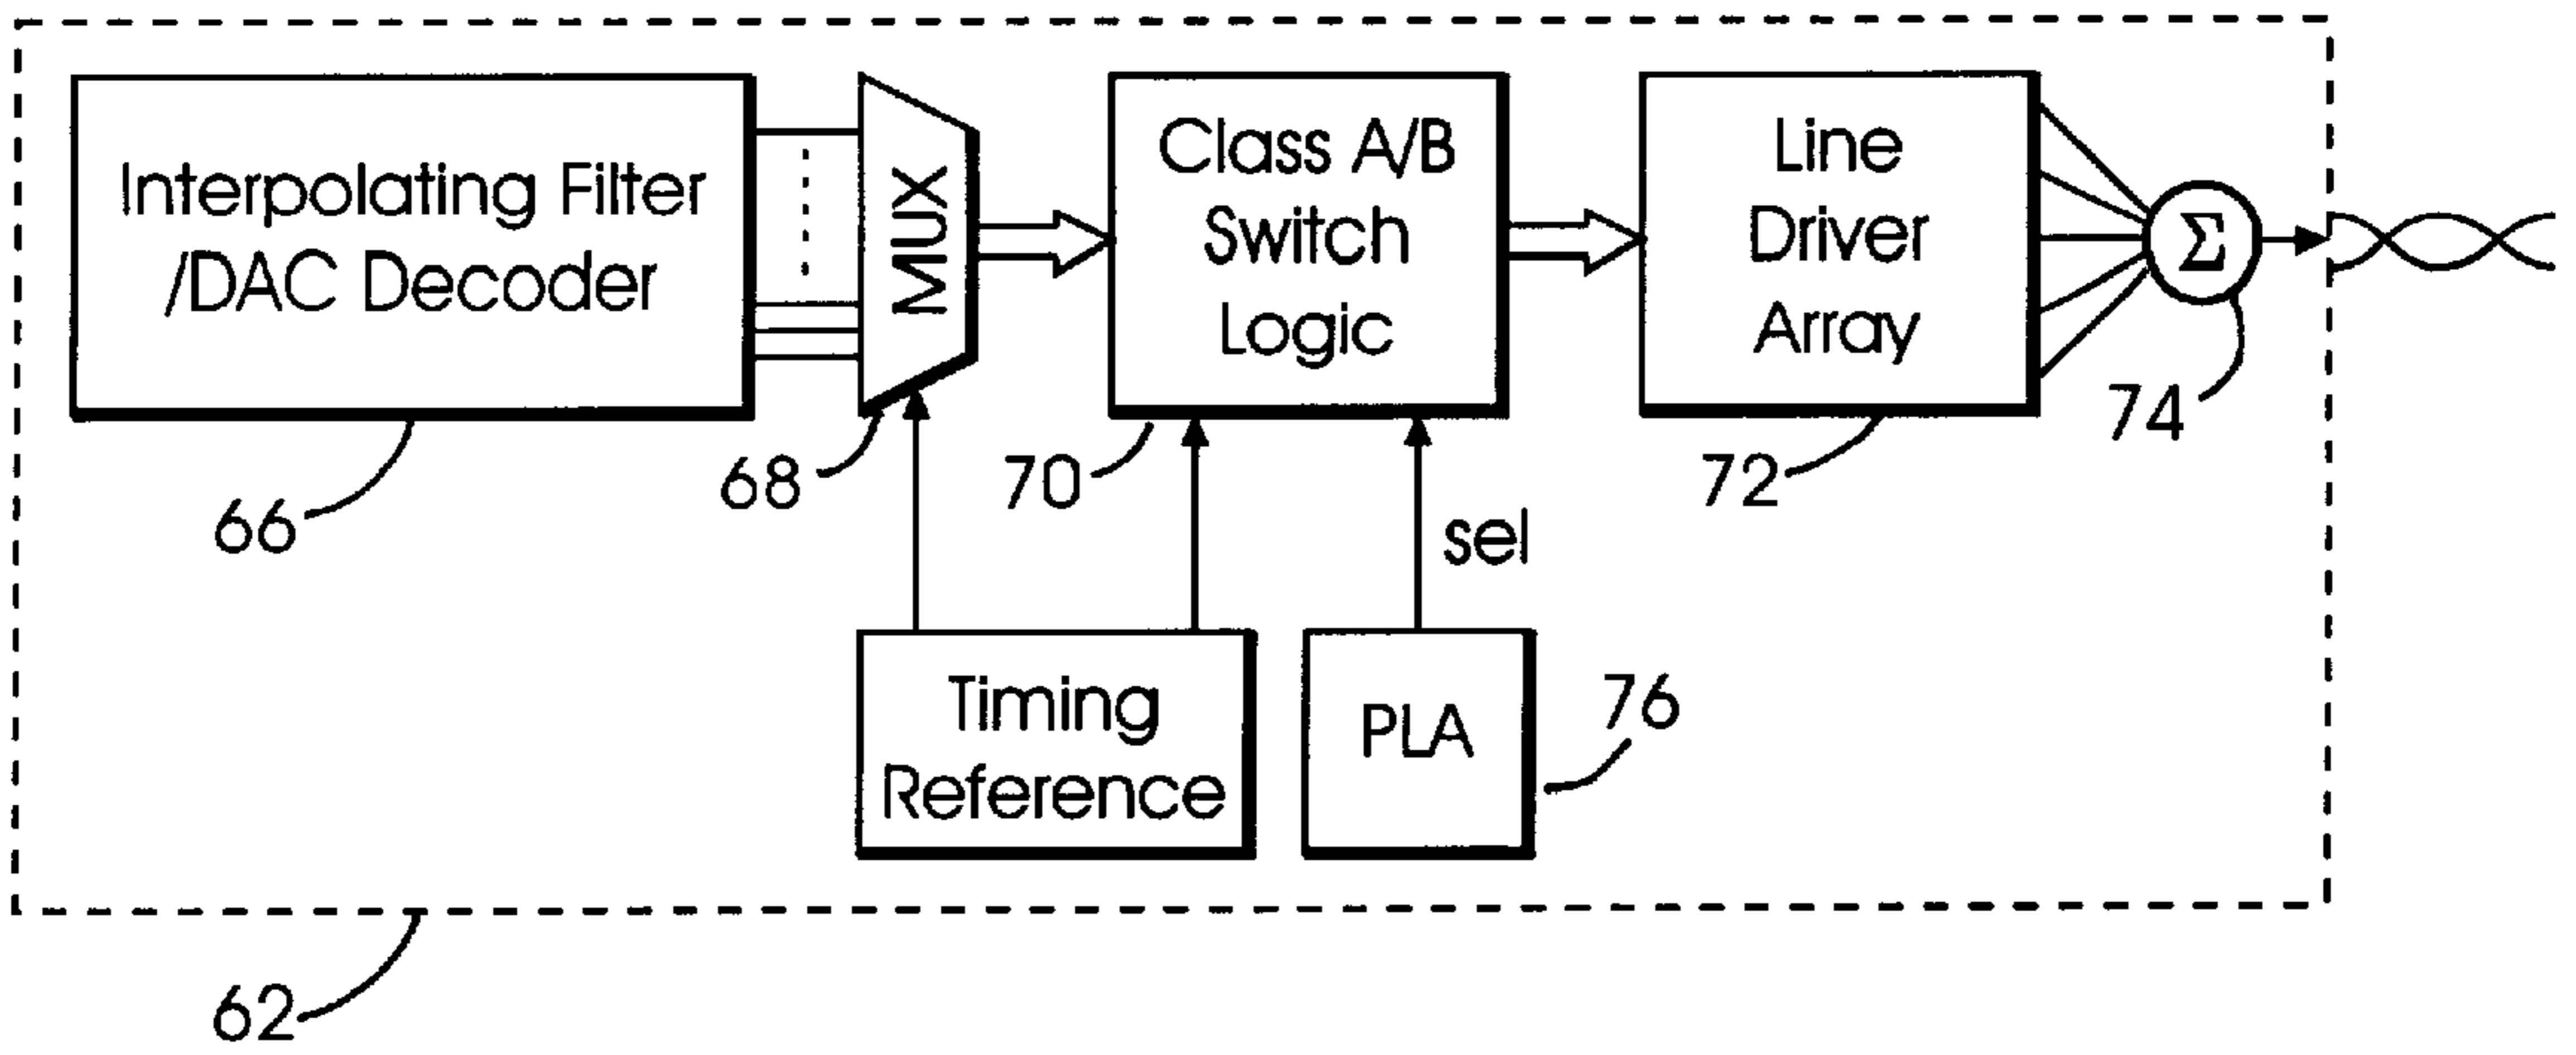 Interpolating Filter
/DAC Decoder
MUX
Class A/B
Switch
Logic
Line
Driver
Array
Σ
66
68
70
72
74
sel
Timing
Reference
PLA
76
62